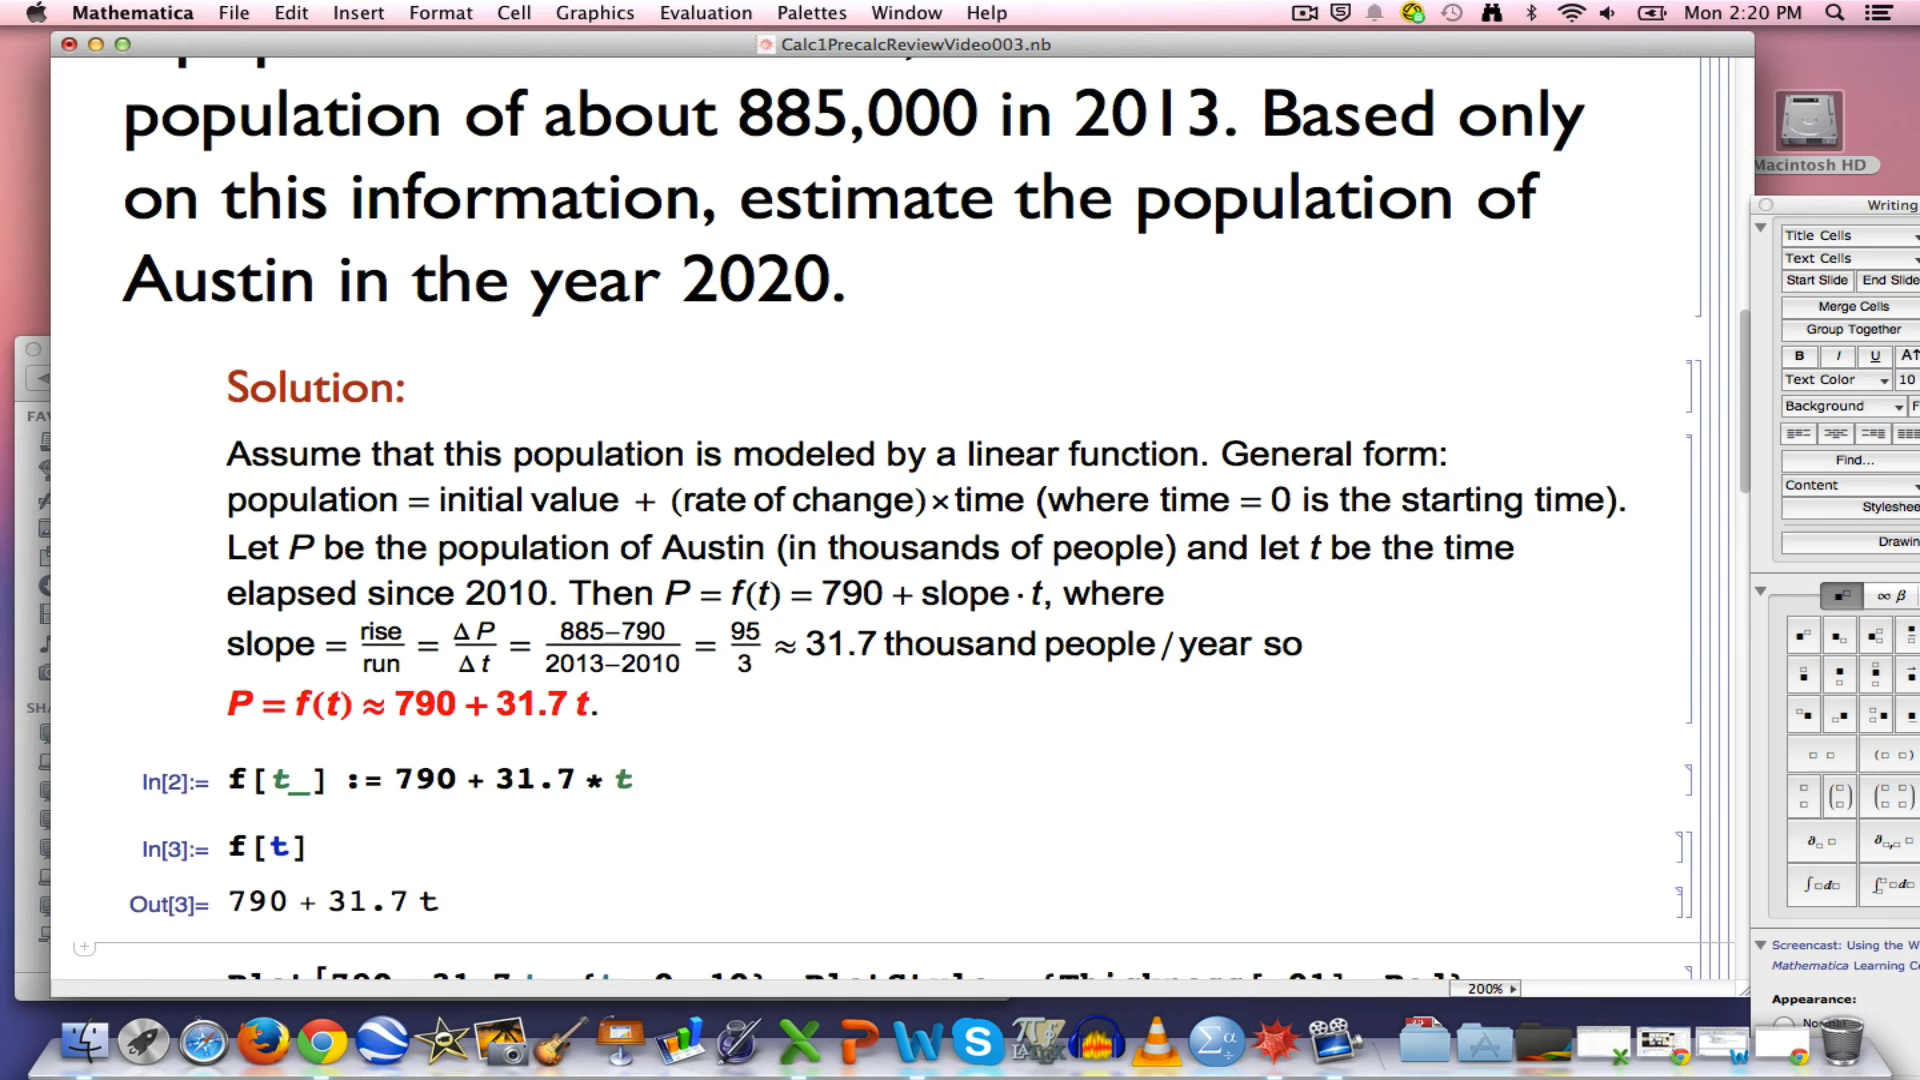 Mathematica File Edit Insert Format Cell Graphics Evaluation Palettes Window Help Mon 2:20 PM
Calc1PrecalcReviewVideo003.nb
population of about 885,000 in 2013. Based only
on this information, estimate the population of
Austin in the year 2020.
Solution:
Assume that this population is modeled by a linear function. General form:
population = initial value + (rate of change)×time (where time = 0 is the starting time).
Let P be the population of Austin (in thousands of people) and let t be the time
elapsed since 2010. Then P = f(t) = 790 + slope · t, where
slope = rise/run = Δ P/Δ t = 885−790/2013−2010 = 95/3 ≈ 31.7 thousand people / year so
P = f(t) ≈ 790 + 31.7 t.
In[2]:= f[t_] := 790 + 31.7 * t
In[3]:= f[t]
Out[3]= 790 + 31.7 t
200%
Macintosh HD
Writing
Title Cells
Text Cells
Start Slide End Slide
Merge Cells
Group Together
B I U A
Text Color 10
Background F
Find...
Content
Styleshee
Drawin
∞ β
Screencast: Using the W
Mathematica Learning C
Appearance:
FAV
SHA